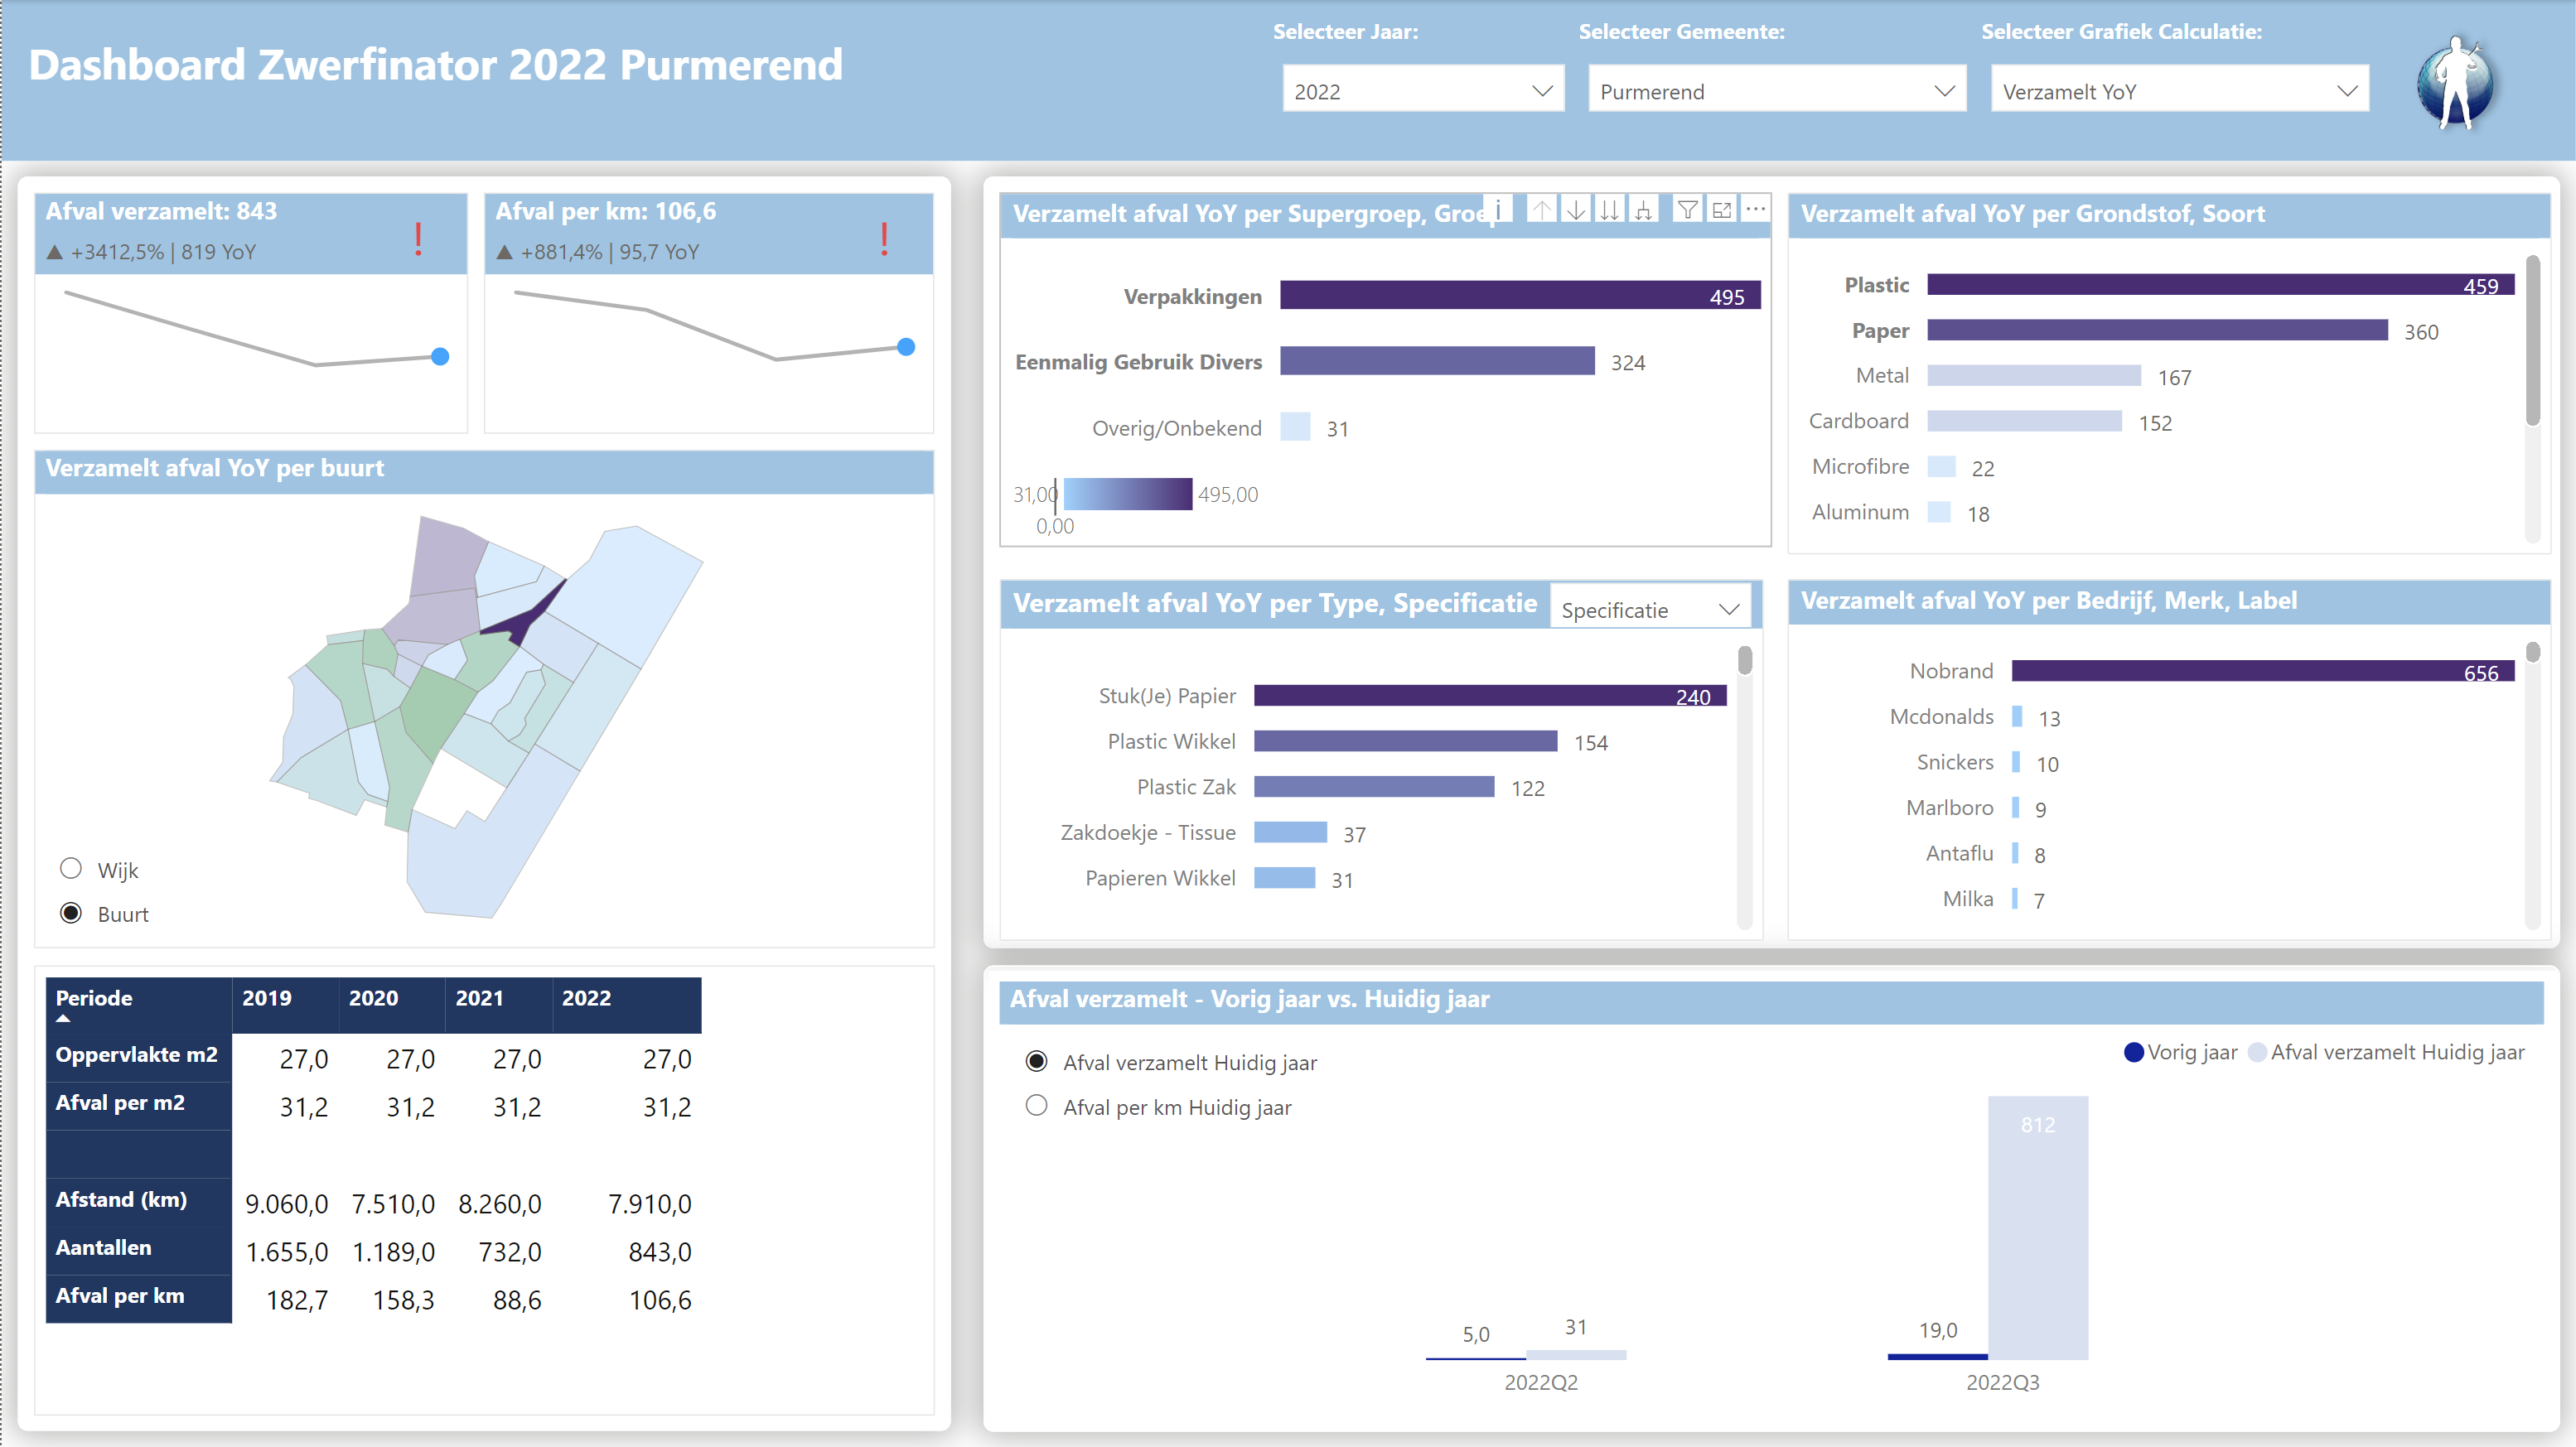 Dashboard Zwerfinator 2022 Purmerend
Selecteer Jaar:
2022
Selecteer Gemeente:
Purmerend
Selecteer Grafiek Calculatie:
Verzamelt YoY
Afval verzamelt: 843
▲ +3412,5% | 819 YoY
!
Afval per km: 106,6
▲ +881,4% | 95,7 YoY
!
Verzamelt afval YoY per buurt
Wijk
Buurt
Periode 2019 2020 2021 2022
Oppervlakte m2 27,0 27,0 27,0 27,0
Afval per m2 31,2 31,2 31,2 31,2
Afstand (km) 9.060,0 7.510,0 8.260,0 7.910,0
Aantallen 1.655,0 1.189,0 732,0 843,0
Afval per km 182,7 158,3 88,6 106,6
Verzamelt afval YoY per Supergroep,
Verpakkingen 495
Eenmalig Gebruik Divers 324
Overig/Onbekend 31
31,00 495,00
0,00
Verzamelt afval YoY per Grondstof, Soort
Plastic 459
Paper 360
Metal 167
Cardboard 152
Microfibre 22
Aluminum 18
Verzamelt afval YoY per Type, Specificatie
Specificatie
Stuk(Je) Papier 240
Plastic Wikkel 154
Plastic Zak 122
Zakdoekje - Tissue 37
Papieren Wikkel 31
Verzamelt afval YoY per Bedrijf, Merk, Label
Nobrand 656
Mcdonalds 13
Snickers 10
Marlboro 9
Antaflu 8
Milka 7
Afval verzamelt - Vorig jaar vs. Huidig jaar
Afval verzamelt Huidig jaar
Afval per km Huidig jaar
Vorig jaar Afval verzamelt Huidig jaar
5,0 31
19,0 812
2022Q2 2022Q3